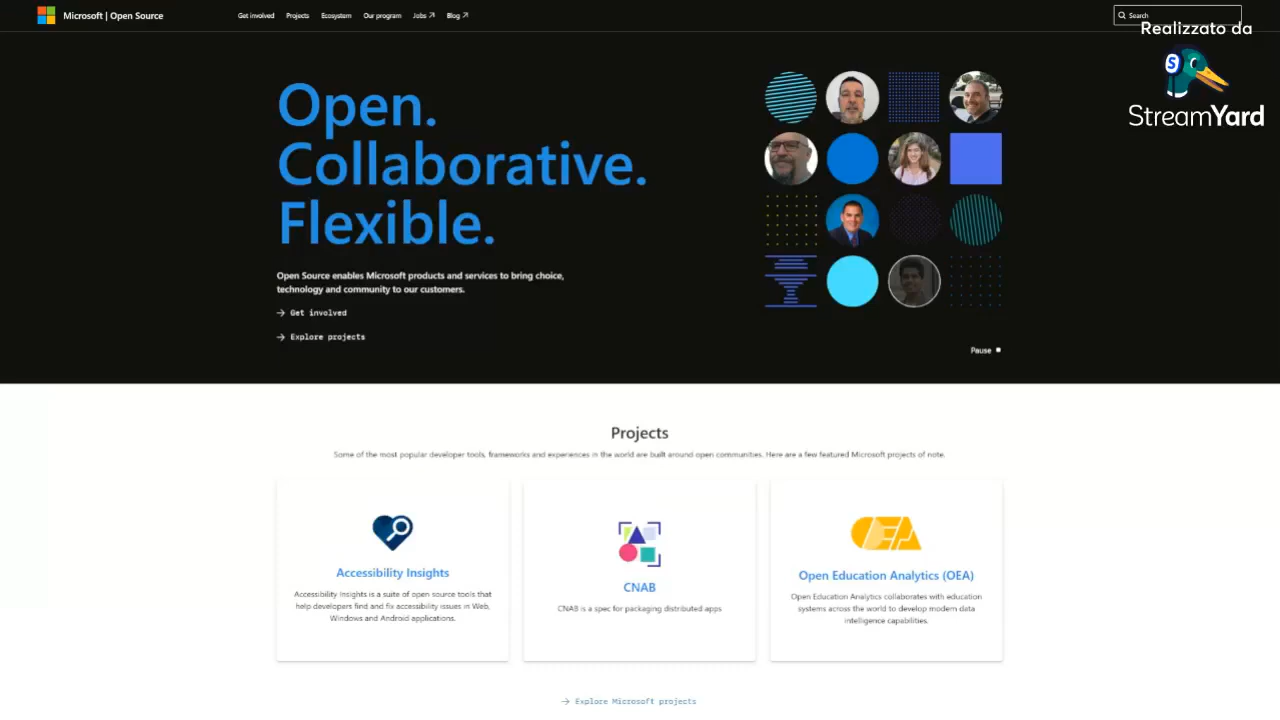 Microsoft | Open Source
Get involved
Projects
Ecosystem
Our program
Jobs
Blog
Search
Realizzato da
StreamYard
Open.
Collaborative.
Flexible.
Open Source enables Microsoft products and services to bring choice,
technology and community to our customers.
Get involved
Explore projects
Pause
Projects
Some of the most popular developer tools, frameworks and experiences in the world are built around open communities. Here are a few featured Microsoft projects of note.
Accessibility Insights
Accessibility Insights is a suite of open source tools that
help developers find and fix accessibility issues in Web,
Windows and Android applications.
CNAB
CNAB is a spec for packaging distributed apps
Open Education Analytics (OEA)
Open Education Analytics collaborates with education
systems across the world to develop modern data
intelligence capabilities.
Explore Microsoft projects